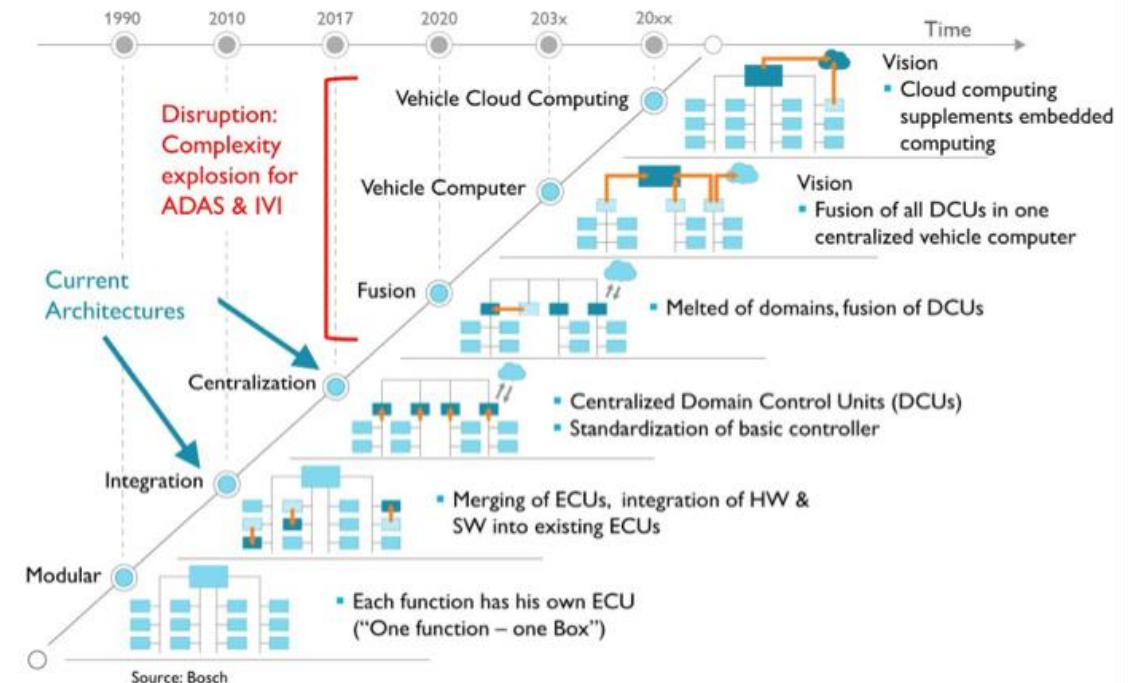 1990 2010 2017 2020 203x 20xx
Time
Vision
▪ Cloud computing
supplements embedded
computing
Vehicle Cloud Computing
Disruption:
Complexity
explosion for
ADAS & IVI
Vehicle Computer
Vision
▪ Fusion of all DCUs in one
centralized vehicle computer
Current
Architectures
Fusion
▪ Melted of domains, fusion of DCUs
Centralization
▪ Centralized Domain Control Units (DCUs)
▪ Standardization of basic controller
Integration
▪ Merging of ECUs, integration of HW &
SW into existing ECUs
Modular
▪ Each function has his own ECU
("One function – one Box")
Source: Bosch